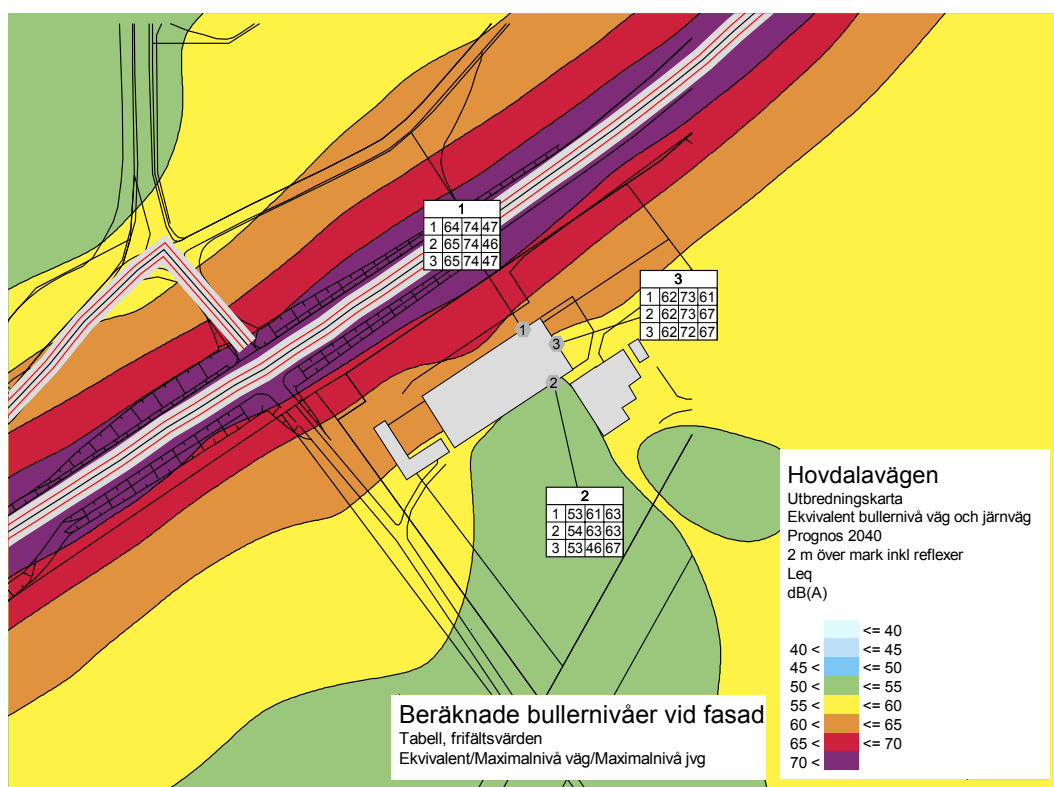 1
1 64 74 47
2 65 74 46
3 65 74 47
3
1 62 73 61
2 62 73 67
3 62 72 67
1
3
2
2
1 53 61 63
2 54 63 63
3 53 46 67
Hovdalavägen
Utbredningskarta
Ekvivalent bullernivå väg och järnväg
Prognos 2040
2 m över mark inkl reflexer
Leq
dB(A)
<= 40
40 < <= 45
45 < <= 50
50 < <= 55
55 < <= 60
60 < <= 65
65 < <= 70
70 <
Beräknade bullernivåer vid fasad
Tabell, frifältsvärden
Ekvivalent/Maximalnivå väg/Maximalnivå jvg